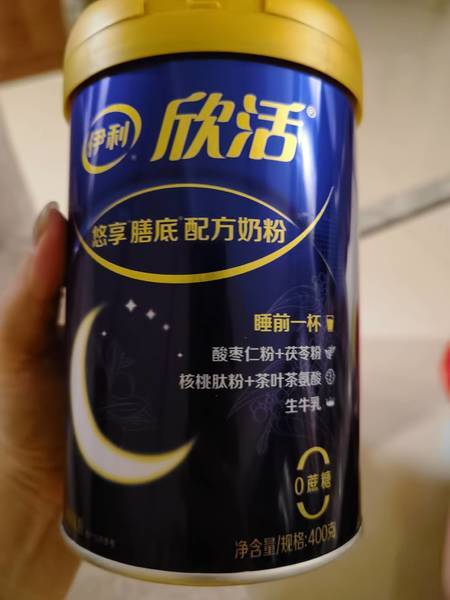 伊利
欣活®
悠享®膳底®配方奶粉
睡前一杯
酸枣仁粉+茯苓粉
核桃肽粉+茶叶茶氨酸
生牛乳
0蔗糖
净含量/规格:400克